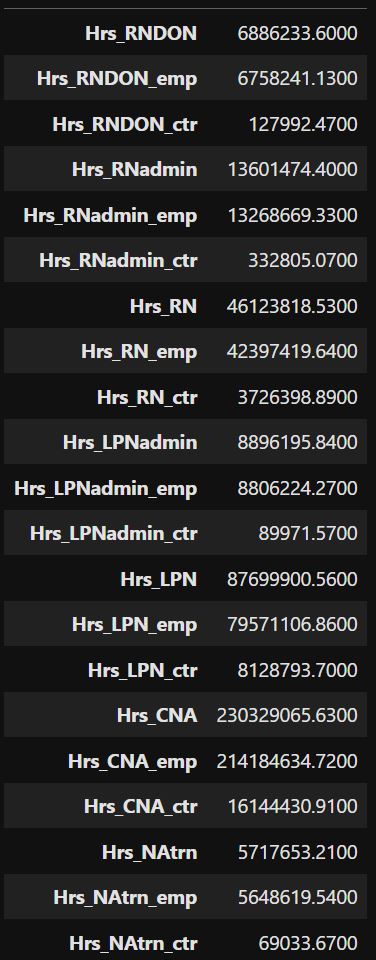 Hrs_RNDON 6886233.6000
Hrs_RNDON_emp 6758241.1300
Hrs_RNDON_ctr 127992.4700
Hrs_RNadmin 13601474.4000
Hrs_RNadmin_emp 13268669.3300
Hrs_RNadmin_ctr 332805.0700
Hrs_RN 46123818.5300
Hrs_RN_emp 42397419.6400
Hrs_RN_ctr 3726398.8900
Hrs_LPNadmin 8896195.8400
Hrs_LPNadmin_emp 8806224.2700
Hrs_LPNadmin_ctr 89971.5700
Hrs_LPN 87699900.5600
Hrs_LPN_emp 79571106.8600
Hrs_LPN_ctr 8128793.7000
Hrs_CNA 230329065.6300
Hrs_CNA_emp 214184634.7200
Hrs_CNA_ctr 16144430.9100
Hrs_NAtrn 5717653.2100
Hrs_NAtrn_emp 5648619.5400
Hrs_NAtrn_ctr 69033.6700